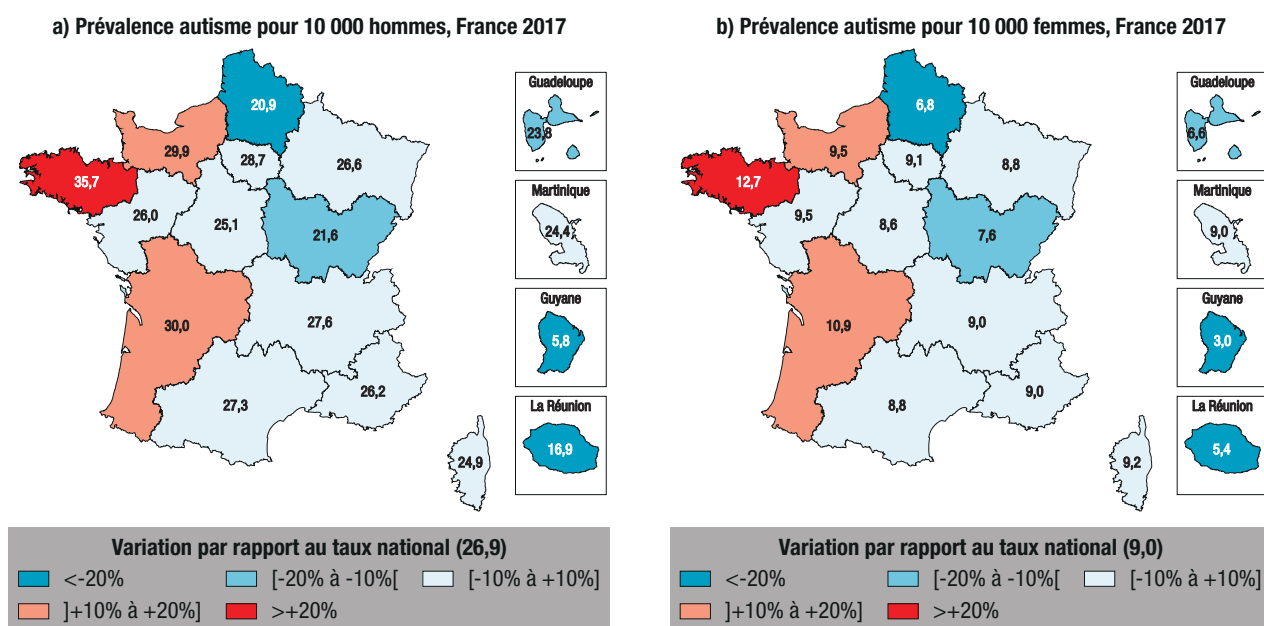 a) Prévalence autisme pour 10 000 hommes, France 2017
Guadeloupe
20,9
23,8
29,9
28,7
26,6
35,7
Martinique
26,0
25,1
24,4
21,6
Guyane
30,0
27,6
5,8
26,2
27,3
La Réunion
24,9
16,9
Variation par rapport au taux national (26,9)
<-20%
[-20% à -10%[
[-10% à +10%]
]+10% à +20%]
>+20%
b) Prévalence autisme pour 10 000 femmes, France 2017
Guadeloupe
6,8
6,6
9,5
9,1
8,8
12,7
Martinique
9,5
8,6
9,0
7,6
Guyane
10,9
9,0
3,0
9,0
8,8
La Réunion
9,2
5,4
Variation par rapport au taux national (9,0)
<-20%
[-20% à -10%[
[-10% à +10%]
]+10% à +20%]
>+20%